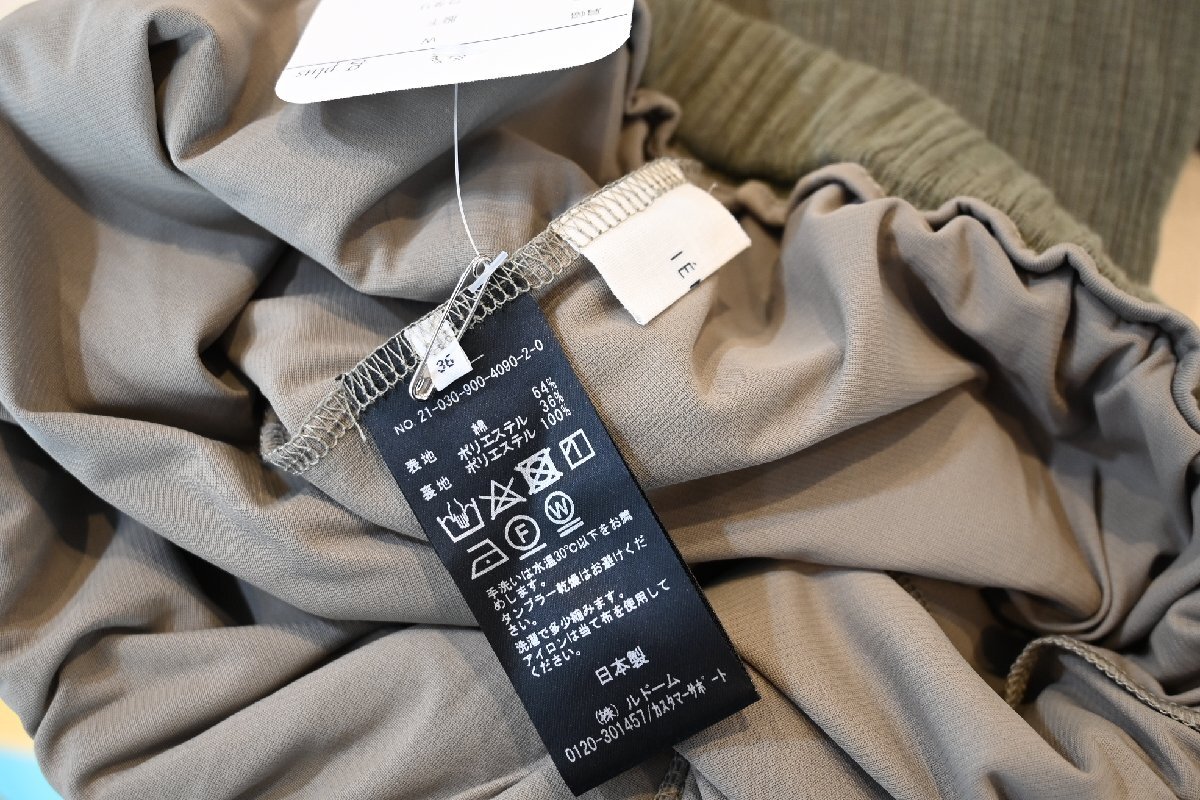 g plus
W
IÉ
36
NO. 21-030-900-4090-2-0
表地 綿 64%
ポリエステル 36%
裏地 ポリエステル 100%
F W
手洗いは水温30℃以下をお薦
めします。
タンブラー乾燥はお避けくだ
さい。
洗濯で多少縮みます。
アイロンは当て布を使用して
ください。
日本製
(株) ルドーム
0120-301457/カスタマーサポート